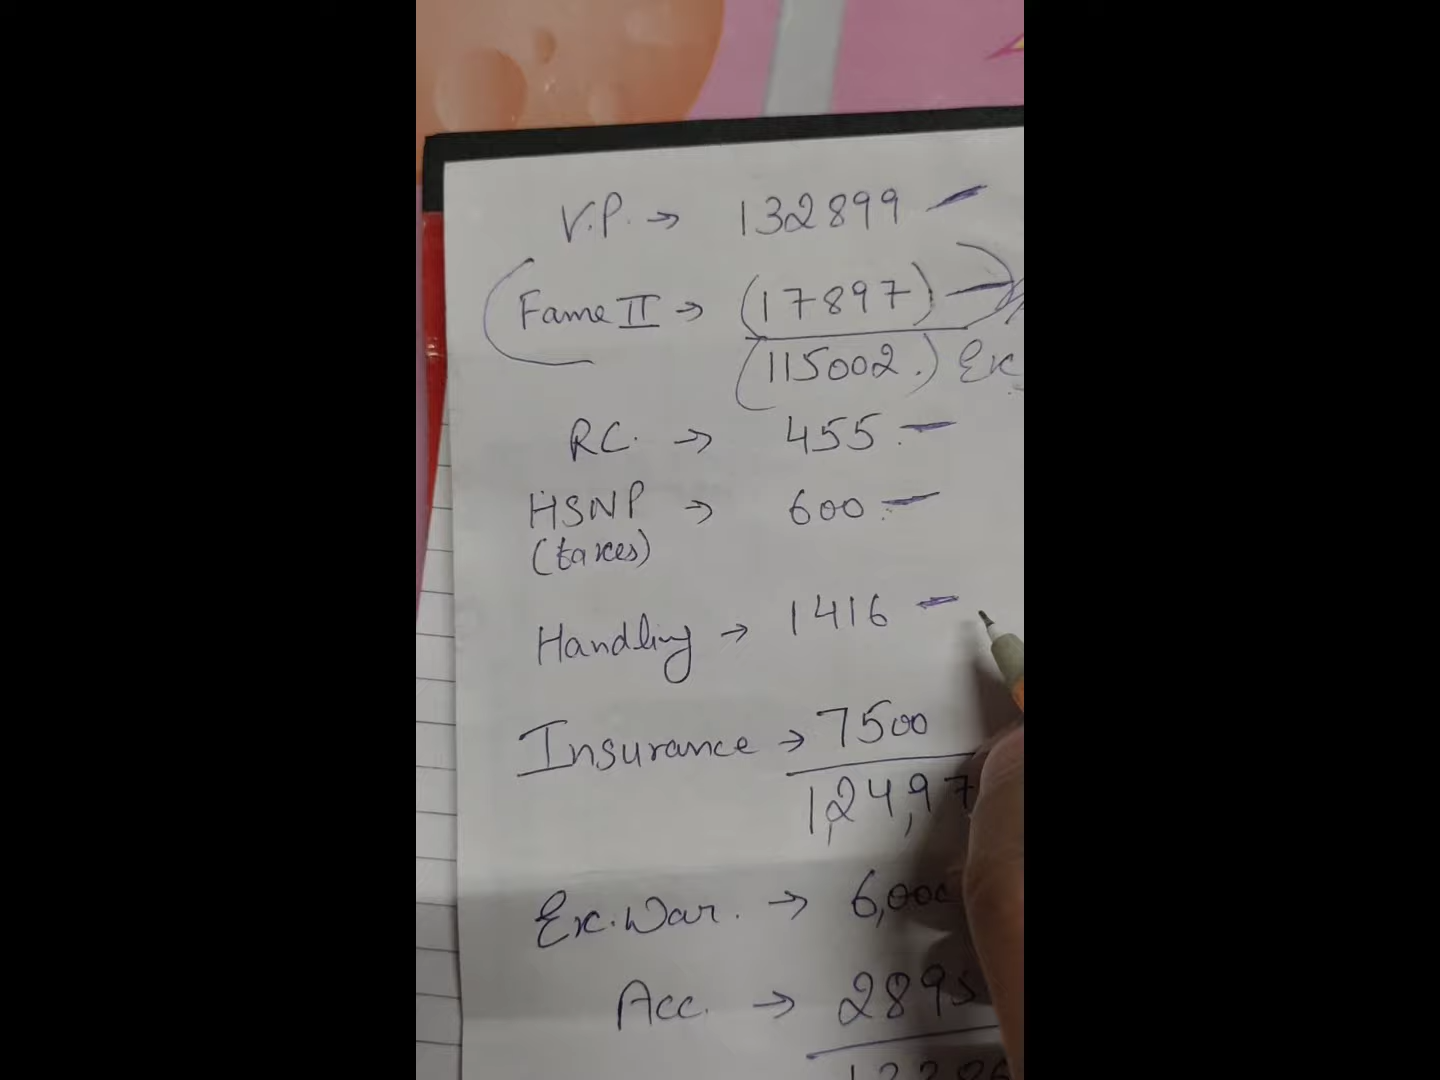 V.P. → 132899 –
(Fame II → (17897) –)
(115002.) Ex
RC. → 455 –
HSNP → 600 –
(taxes)
Handling → 1416 –
Insurance → 7500
1,24,97
Ex. War. → 6,000
Acc. → 2895